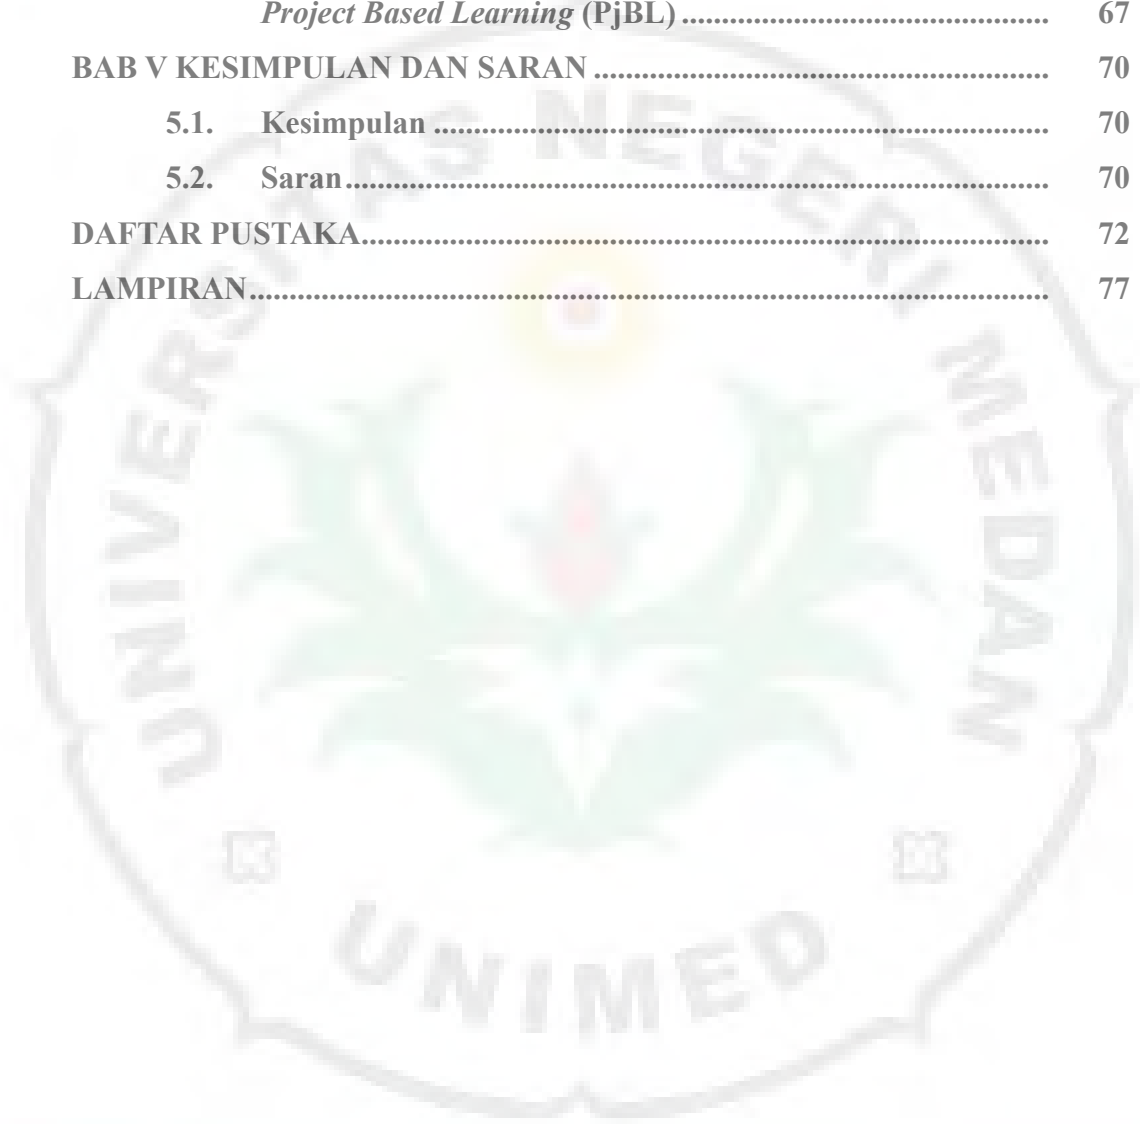 Project Based Learning (PjBL) ................................................ 67
BAB V KESIMPULAN DAN SARAN ................................................ 70
5.1. Kesimpulan ................................................ 70
5.2. Saran ................................................ 70
DAFTAR PUSTAKA ................................................ 72
LAMPIRAN ................................................ 77
UNIVERSITAS NEGERI MEDAN
UNIMED